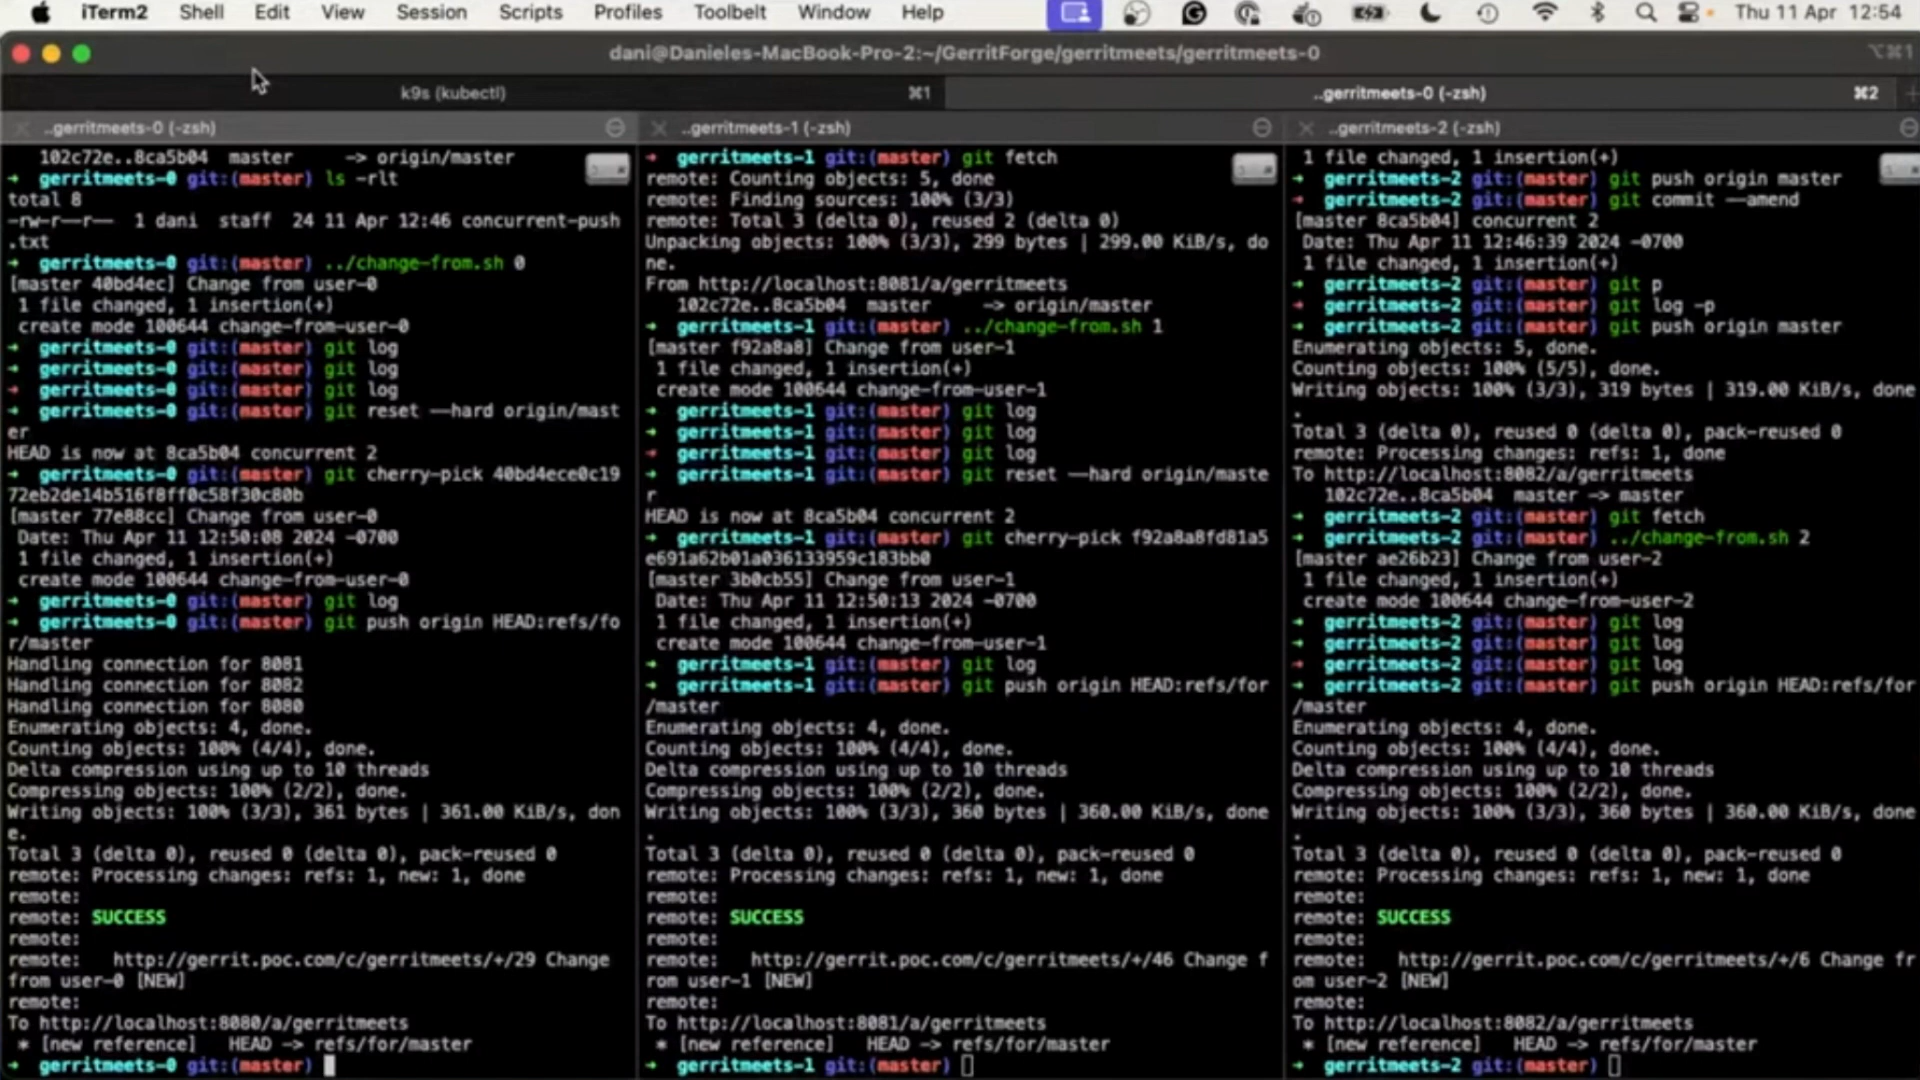 iTerm2 Shell Edit View Session Scripts Profiles Toolbelt Window Help Thu 11 Apr 12:54
dani@Danieles-MacBook-Pro-2:~/GerritForge/gerritmeets/gerritmeets-0 ⌥⌘1
k9s (kubectl) ⌘1 ..gerritmeets-0 (-zsh) ⌘2
..gerritmeets-0 (-zsh)
102c72e..8ca5b04 master -> origin/master
➜ gerritmeets-0 git:(master) ls -rlt
total 8
-rw-r--r-- 1 dani staff 24 11 Apr 12:46 concurrent-push
.txt
➜ gerritmeets-0 git:(master) ../change-from.sh 0
[master 40bd4ec] Change from user-0
1 file changed, 1 insertion(+)
create mode 100644 change-from-user-0
➜ gerritmeets-0 git:(master) git log
➜ gerritmeets-0 git:(master) git log
➜ gerritmeets-0 git:(master) git log
➜ gerritmeets-0 git:(master) git reset --hard origin/mast
er
HEAD is now at 8ca5b04 concurrent 2
➜ gerritmeets-0 git:(master) git cherry-pick 40bd4ece0c19
72eb2de14b516f8ff0c58f30c80b
[master 77e88cc] Change from user-0
Date: Thu Apr 11 12:50:08 2024 -0700
1 file changed, 1 insertion(+)
create mode 100644 change-from-user-0
➜ gerritmeets-0 git:(master) git log
➜ gerritmeets-0 git:(master) git push origin HEAD:refs/fo
r/master
Handling connection for 8081
Handling connection for 8082
Handling connection for 8080
Enumerating objects: 4, done.
Counting objects: 100% (4/4), done.
Delta compression using up to 10 threads
Compressing objects: 100% (2/2), done.
Writing objects: 100% (3/3), 361 bytes | 361.00 KiB/s, don
e.
Total 3 (delta 0), reused 0 (delta 0), pack-reused 0
remote: Processing changes: refs: 1, new: 1, done
remote:
remote: SUCCESS
remote:
remote: http://gerrit.poc.com/c/gerritmeets/+/29 Change
from user-0 [NEW]
remote:
To http://localhost:8080/a/gerritmeets
* [new reference] HEAD -> refs/for/master
➜ gerritmeets-0 git:(master)
..gerritmeets-1 (-zsh)
➜ gerritmeets-1 git:(master) git fetch
remote: Counting objects: 5, done
remote: Finding sources: 100% (3/3)
remote: Total 3 (delta 0), reused 2 (delta 0)
Unpacking objects: 100% (3/3), 299 bytes | 299.00 KiB/s, do
ne.
From http://localhost:8081/a/gerritmeets
102c72e..8ca5b04 master -> origin/master
➜ gerritmeets-1 git:(master) ../change-from.sh 1
[master f92a8a8] Change from user-1
1 file changed, 1 insertion(+)
create mode 100644 change-from-user-1
➜ gerritmeets-1 git:(master) git log
➜ gerritmeets-1 git:(master) git log
➜ gerritmeets-1 git:(master) git log
➜ gerritmeets-1 git:(master) git reset --hard origin/maste
r
HEAD is now at 8ca5b04 concurrent 2
➜ gerritmeets-1 git:(master) git cherry-pick f92a8a8fd81a5
e691a62b01a036133959c183bb0
[master 3b0cb55] Change from user-1
Date: Thu Apr 11 12:50:13 2024 -0700
1 file changed, 1 insertion(+)
create mode 100644 change-from-user-1
➜ gerritmeets-1 git:(master) git log
➜ gerritmeets-1 git:(master) git push origin HEAD:refs/for
/master
Enumerating objects: 4, done.
Counting objects: 100% (4/4), done.
Delta compression using up to 10 threads
Compressing objects: 100% (2/2), done.
Writing objects: 100% (3/3), 360 bytes | 360.00 KiB/s, done
.
Total 3 (delta 0), reused 0 (delta 0), pack-reused 0
remote: Processing changes: refs: 1, new: 1, done
remote:
remote: SUCCESS
remote:
remote: http://gerrit.poc.com/c/gerritmeets/+/46 Change f
rom user-1 [NEW]
remote:
To http://localhost:8081/a/gerritmeets
* [new reference] HEAD -> refs/for/master
➜ gerritmeets-1 git:(master)
..gerritmeets-2 (-zsh)
1 file changed, 1 insertion(+)
➜ gerritmeets-2 git:(master) git push origin master
➜ gerritmeets-2 git:(master) git commit --amend
[master 8ca5b04] concurrent 2
Date: Thu Apr 11 12:46:39 2024 -0700
1 file changed, 1 insertion(+)
➜ gerritmeets-2 git:(master) git p
➜ gerritmeets-2 git:(master) git log -p
➜ gerritmeets-2 git:(master) git push origin master
Enumerating objects: 5, done.
Counting objects: 100% (5/5), done.
Writing objects: 100% (3/3), 319 bytes | 319.00 KiB/s, done
.
Total 3 (delta 0), reused 0 (delta 0), pack-reused 0
remote: Processing changes: refs: 1, done
To http://localhost:8082/a/gerritmeets
102c72e..8ca5b04 master -> master
➜ gerritmeets-2 git:(master) git fetch
➜ gerritmeets-2 git:(master) ../change-from.sh 2
[master ae26b23] Change from user-2
1 file changed, 1 insertion(+)
create mode 100644 change-from-user-2
➜ gerritmeets-2 git:(master) git log
➜ gerritmeets-2 git:(master) git log
➜ gerritmeets-2 git:(master) git log
➜ gerritmeets-2 git:(master) git push origin HEAD:refs/for
/master
Enumerating objects: 4, done.
Counting objects: 100% (4/4), done.
Delta compression using up to 10 threads
Compressing objects: 100% (2/2), done.
Writing objects: 100% (3/3), 360 bytes | 360.00 KiB/s, done
.
Total 3 (delta 0), reused 0 (delta 0), pack-reused 0
remote: Processing changes: refs: 1, new: 1, done
remote:
remote: SUCCESS
remote:
remote: http://gerrit.poc.com/c/gerritmeets/+/6 Change fr
om user-2 [NEW]
remote:
To http://localhost:8082/a/gerritmeets
* [new reference] HEAD -> refs/for/master
➜ gerritmeets-2 git:(master)